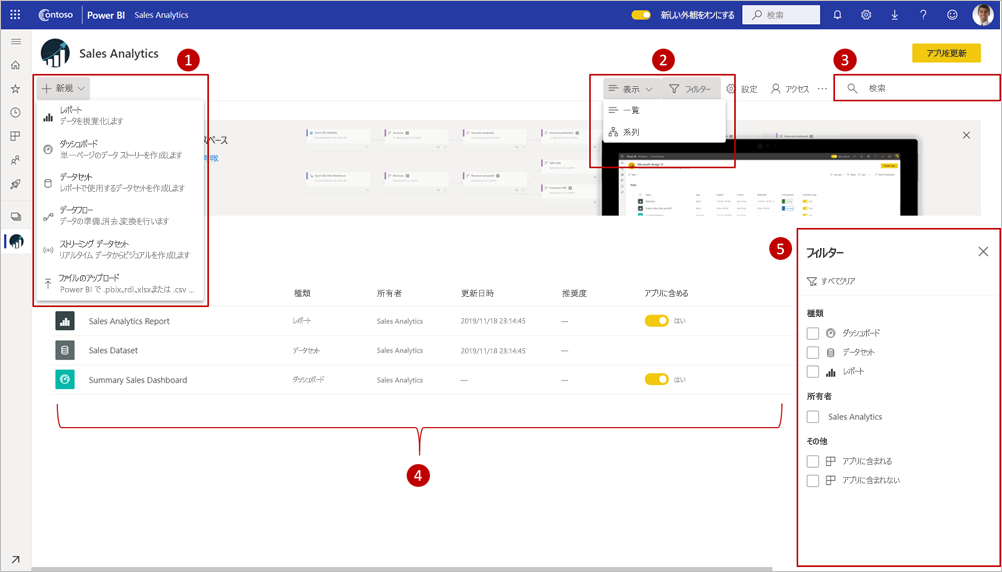 Contoso Power BI Sales Analytics 新しい外観をオンにする 検索
Sales Analytics
アプリを更新
1
2
3
新規
表示 フィルター 設定 アクセス ... 検索
一覧
系列
レポート
データを視覚化します
ダッシュボード
単一ページのデータ ストーリーを作成します
データセット
レポートで使用するデータセットを作成します
データフロー
データの準備、消去、変換を行います
ストリーミング データセット
リアルタイム データからビジュアルを作成します
ファイルのアップロード
Power BI で .pbix,.rdl,.xlsxまたは .csv ...
スペース
種類 所有者 更新日時 推奨度 アプリに含める
Sales Analytics Report レポート Sales Analytics 2019/11/18 23:14:45 — はい
Sales Dataset データセット Sales Analytics 2019/11/18 23:14:45 —
Summary Sales Dashboard ダッシュボード Sales Analytics — — はい
4
5
フィルター
すべてクリア
種類
ダッシュボード
データセット
レポート
所有者
Sales Analytics
その他
アプリに含まれる
アプリに含まれない